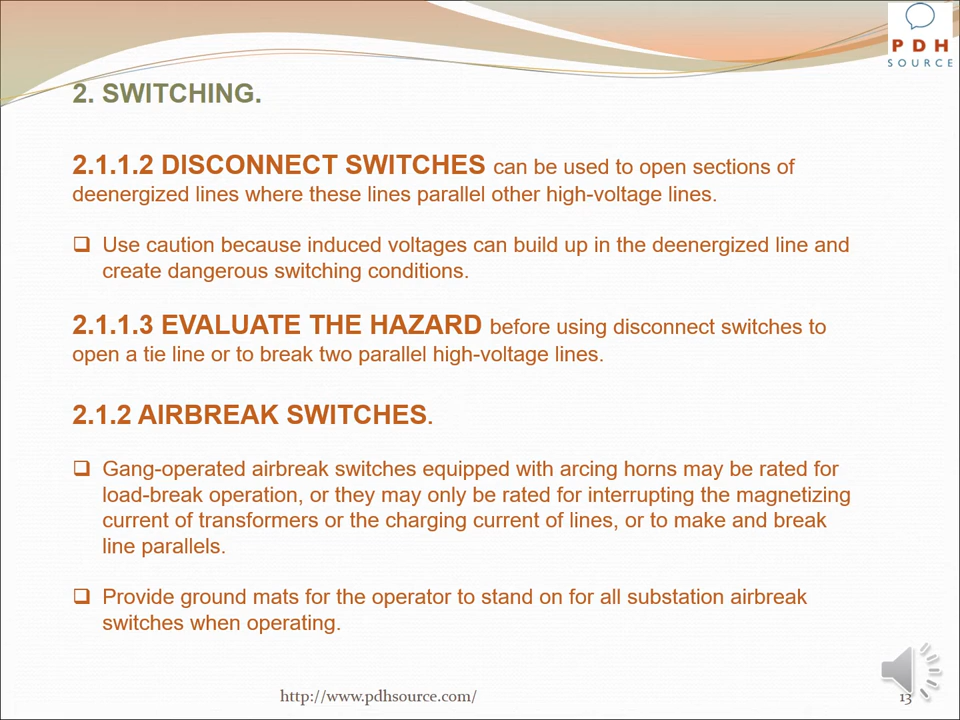 PDH
SOURCE
2. SWITCHING.
2.1.1.2 DISCONNECT SWITCHES can be used to open sections of
deenergized lines where these lines parallel other high-voltage lines.
Use caution because induced voltages can build up in the deenergized line and
create dangerous switching conditions.
2.1.1.3 EVALUATE THE HAZARD before using disconnect switches to
open a tie line or to break two parallel high-voltage lines.
2.1.2 AIRBREAK SWITCHES.
Gang-operated airbreak switches equipped with arcing horns may be rated for
load-break operation, or they may only be rated for interrupting the magnetizing
current of transformers or the charging current of lines, or to make and break
line parallels.
Provide ground mats for the operator to stand on for all substation airbreak
switches when operating.
http://www.pdhsource.com/
13